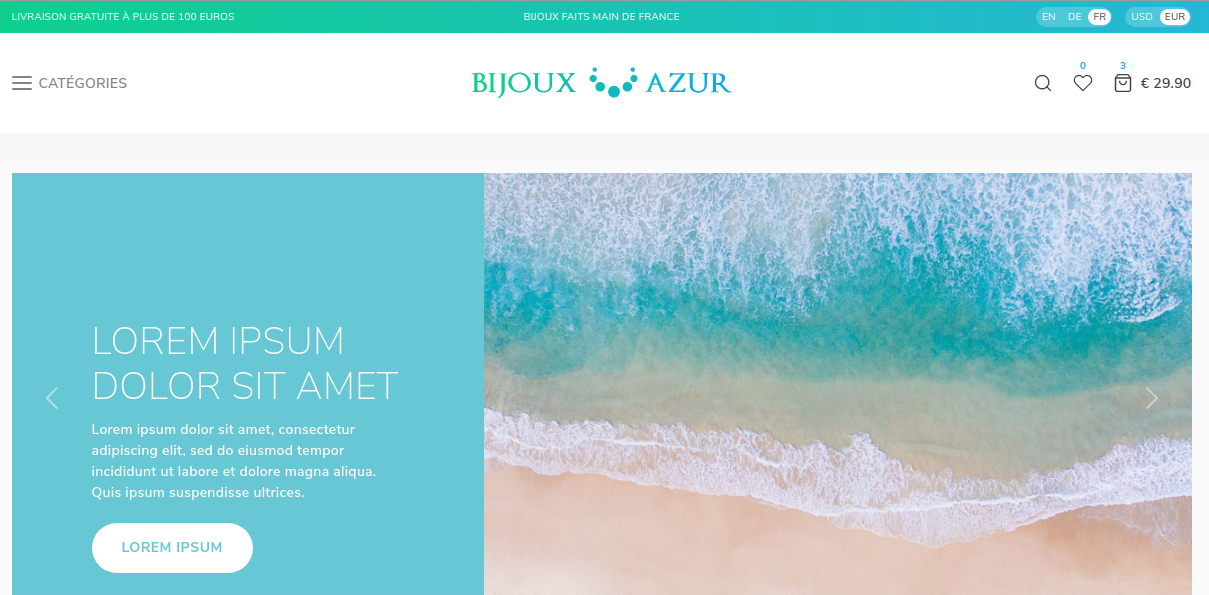 LIVRAISON GRATUITE À PLUS DE 100 EUROS
BIJOUX FAITS MAIN DE FRANCE
EN DE FR
USD EUR
CATÉGORIES
BIJOUX AZUR
0
3
€ 29.90
LOREM IPSUM
DOLOR SIT AMET
Lorem ipsum dolor sit amet, consectetur
adipiscing elit, sed do eiusmod tempor
incididunt ut labore et dolore magna aliqua.
Quis ipsum suspendisse ultrices.
LOREM IPSUM